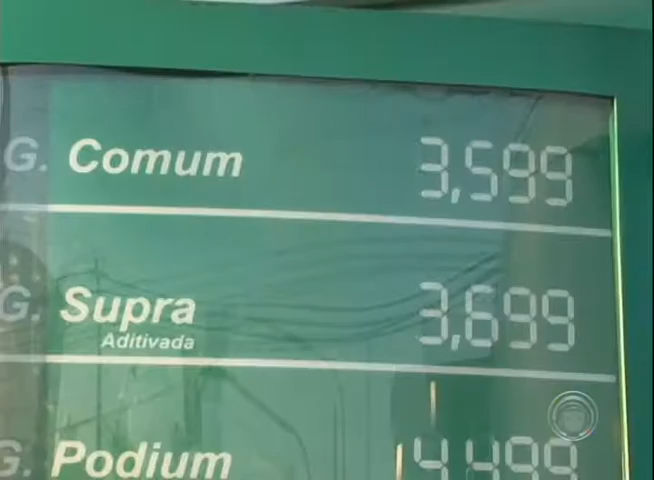 G. Comum 3,599
G. Supra 3,699
Aditivada
G. Podium 4,499